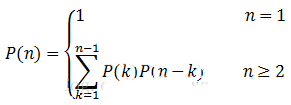 P(n) = { 1 n = 1
∑_{k=1}^{n−1} P(k)P(n − k) n ≥ 2